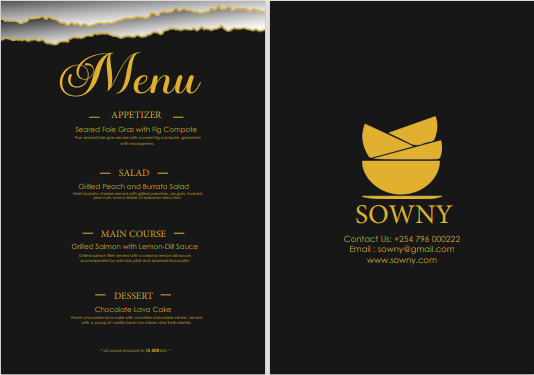 Menu
APPETIZER
Seared Foie Gras with Fig Compote
Pan-seared foie gras served with a sweet fig compote, garnished
with microgreens.
SALAD
Grilled Peach and Burrata Salad
Fresh burrata cheese served with grilled peaches, arugula, toasted
pine nuts, and a drizzle of balsamic reduction.
MAIN COURSE
Grilled Salmon with Lemon-Dill Sauce
Grilled salmon fillet served with a creamy lemon-dill sauce,
accompanied by wild rice pilaf and steamed broccolini.
DESSERT
Chocolate Lava Cake
Warm chocolate lava cake with a molten chocolate center, served
with a scoop of vanilla bean ice cream and fresh berries.
* all course inclusive to 10,000
SOWNY
Contact Us: +254 796 000222
Email : sowny@gmail.com
www.sowny.com